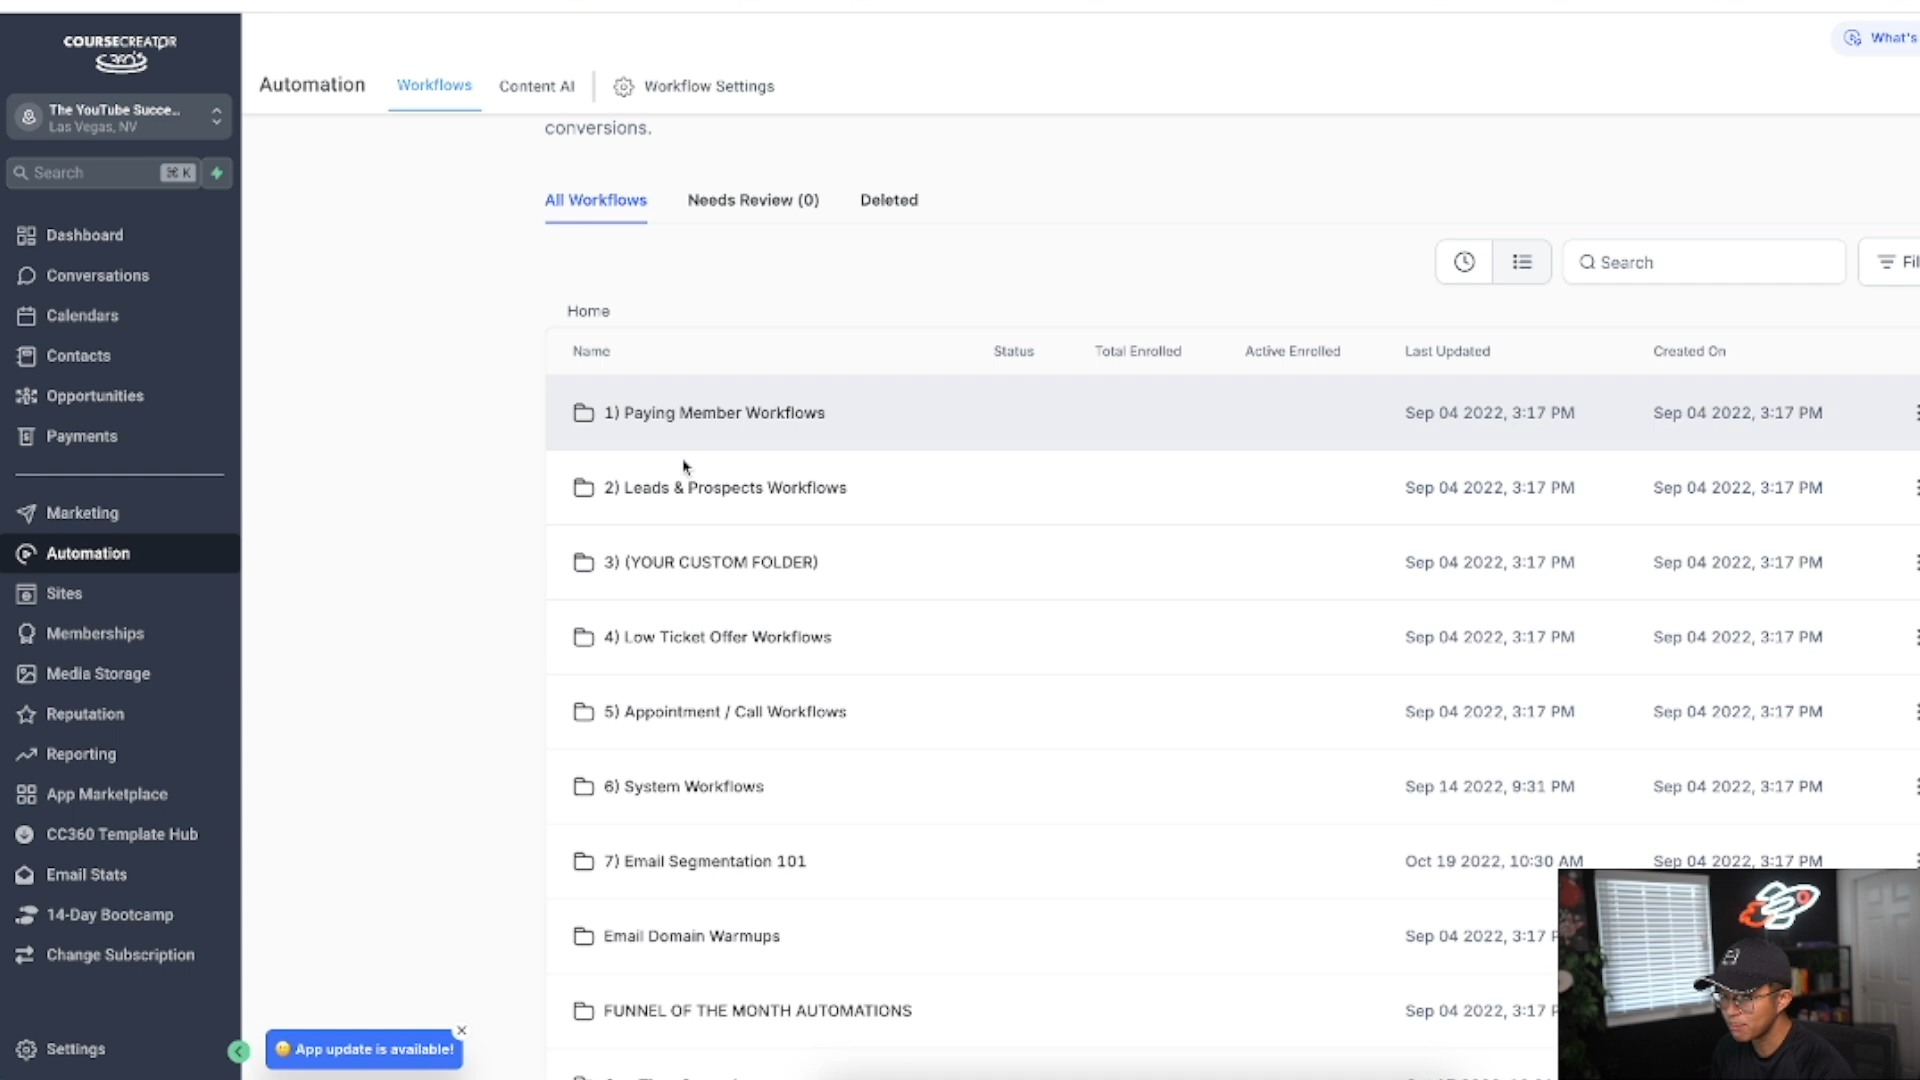 COURSECREATOR
360°
The YouTube Succe...
Las Vegas, NV
Search ⌘ K
Dashboard
Conversations
Calendars
Contacts
Opportunities
Payments
Marketing
Automation
Sites
Memberships
Media Storage
Reputation
Reporting
App Marketplace
CC360 Template Hub
Email Stats
14-Day Bootcamp
Change Subscription
Settings
What's
Automation Workflows Content AI Workflow Settings
conversions.
All Workflows Needs Review (0) Deleted
Search Fil
Home
Name Status Total Enrolled Active Enrolled Last Updated Created On
1) Paying Member Workflows Sep 04 2022, 3:17 PM Sep 04 2022, 3:17 PM
2) Leads & Prospects Workflows Sep 04 2022, 3:17 PM Sep 04 2022, 3:17 PM
3) (YOUR CUSTOM FOLDER) Sep 04 2022, 3:17 PM Sep 04 2022, 3:17 PM
4) Low Ticket Offer Workflows Sep 04 2022, 3:17 PM Sep 04 2022, 3:17 PM
5) Appointment / Call Workflows Sep 04 2022, 3:17 PM Sep 04 2022, 3:17 PM
6) System Workflows Sep 14 2022, 9:31 PM Sep 04 2022, 3:17 PM
7) Email Segmentation 101 Oct 19 2022, 10:30 AM Sep 04 2022, 3:17 PM
Email Domain Warmups Sep 04 2022, 3:17 P
FUNNEL OF THE MONTH AUTOMATIONS Sep 04 2022, 3:17 P
App update is available!